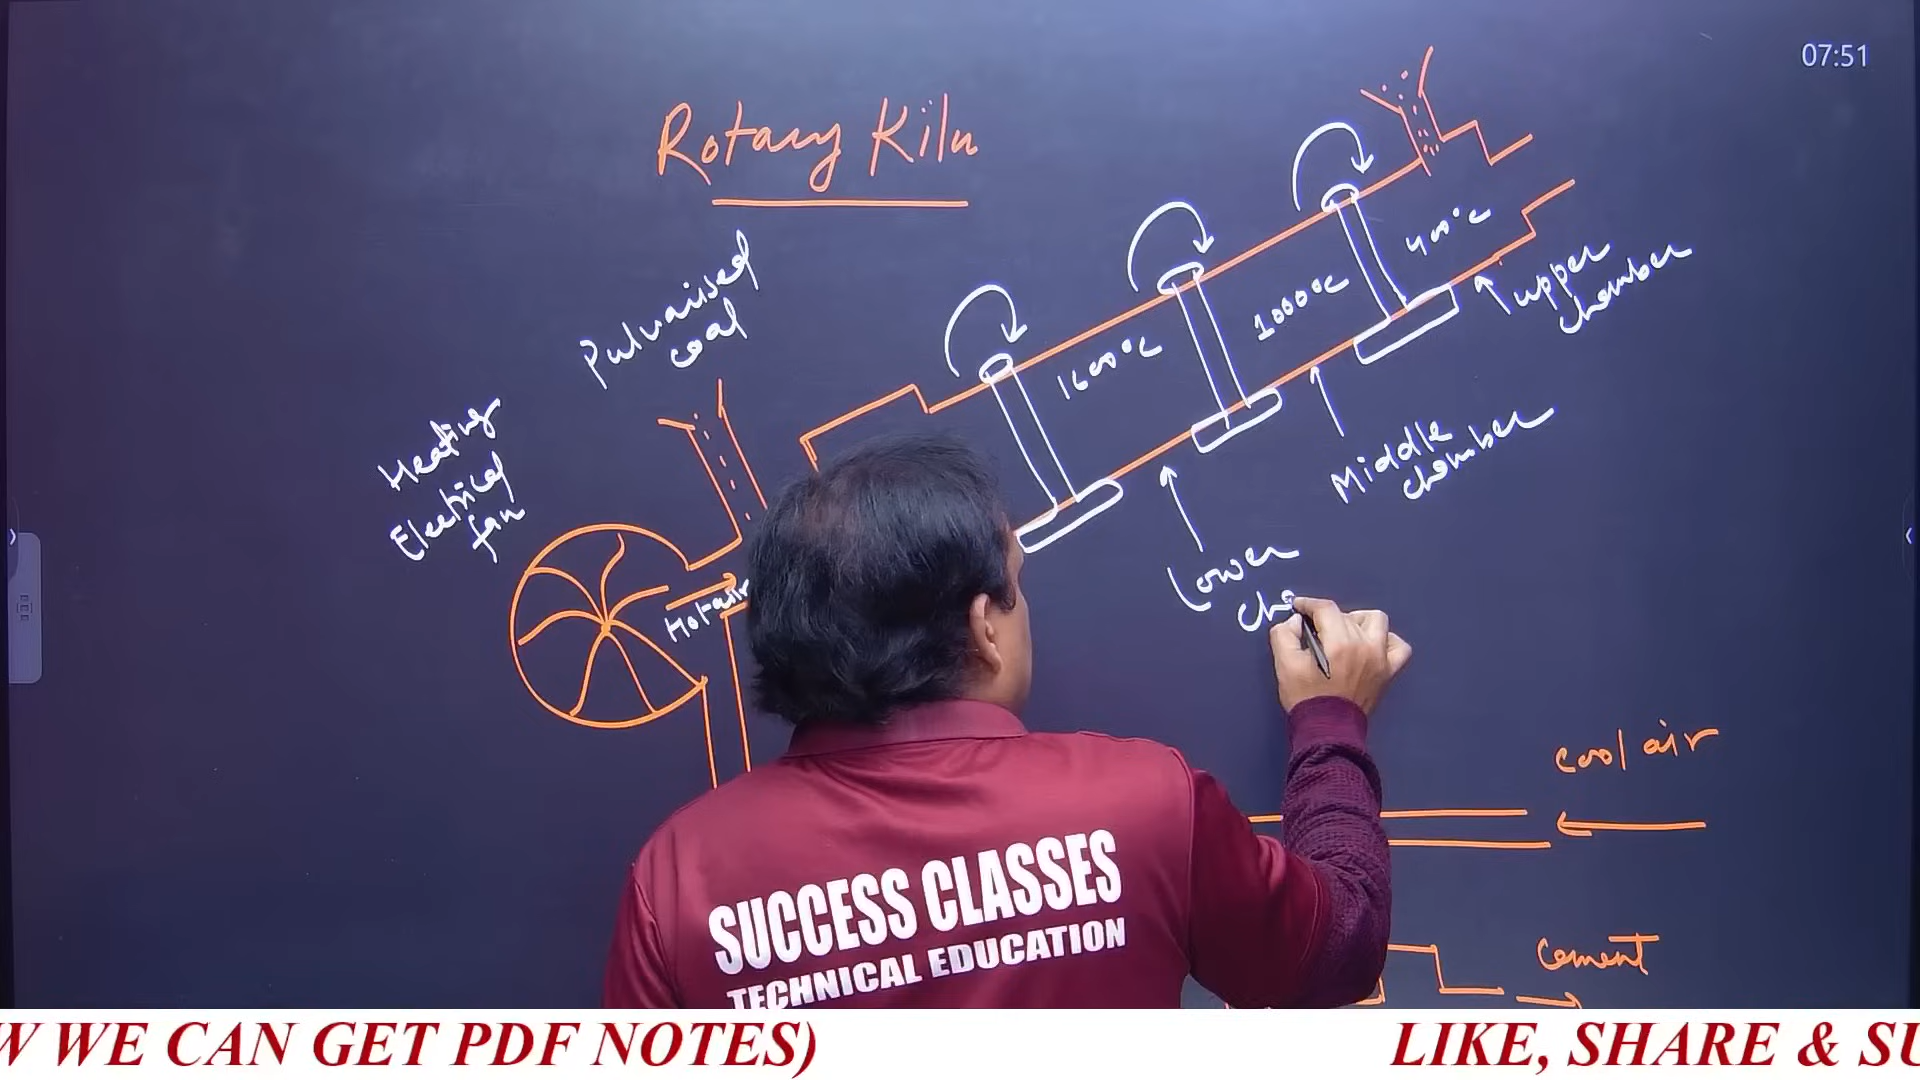 07:51
Rotary Kiln
Pulvarised
coal
Heating
Electrical
fan
Hot air
1600°C
1000°C
400°C
upper
chamber
Middle
chamber
Lower
cha
cool air
cement
SUCCESS CLASSES
TECHNICAL EDUCATION
WE CAN GET PDF NOTES)
LIKE, SHARE & SU